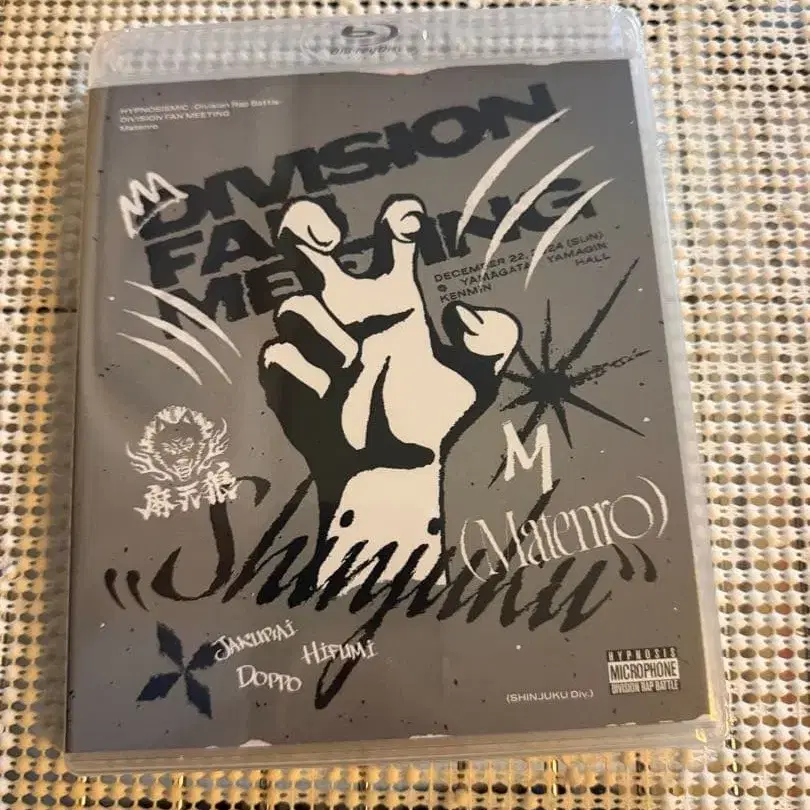 Blu-ray Disc
HYPNOSISMIC -Division Rap Battle-
DIVISION FAN MEETING
Matenro
DIVISION
FAN
MEETING
DECEMBER 22, 2024 (SUN)
@ YAMAGATA YAMAGIN
KENMIN HALL
麻天狼
M
(Matenro)
"Shinjuku"
JAKURAI
HIFUMI
DOPPO
(SHINJUKU Div.)
HYPNOSIS
MICROPHONE
DIVISION RAP BATTLE